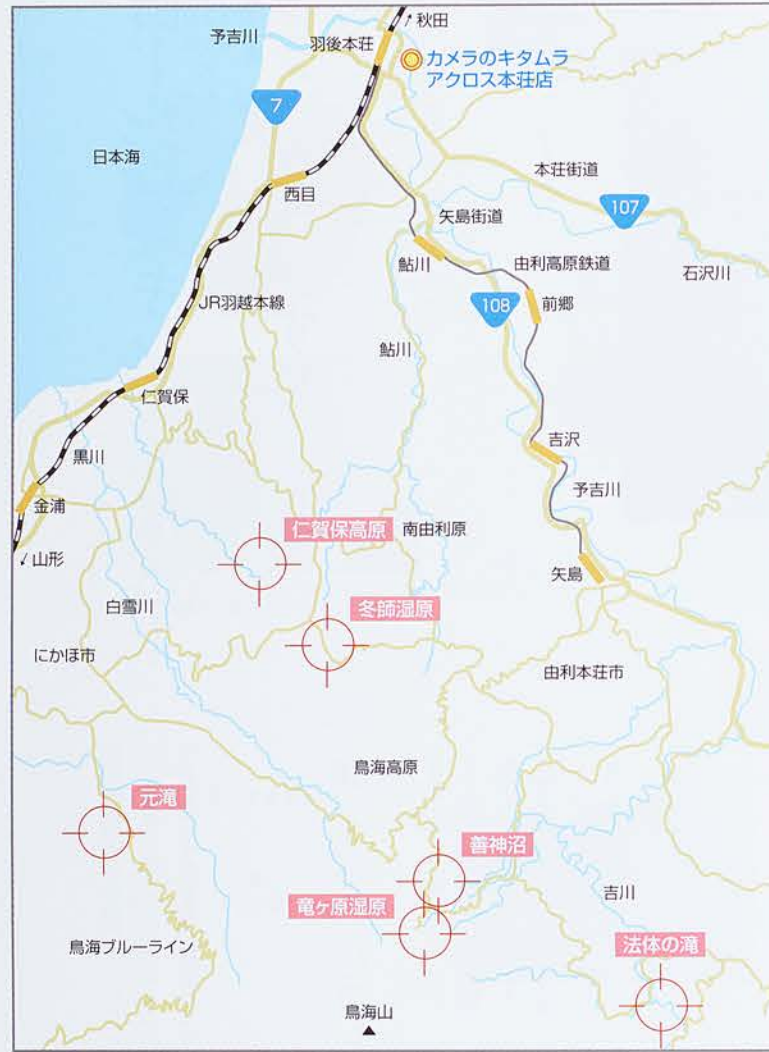 ↗秋田
予吉川
羽後本荘
カメラのキタムラ
アクロス本荘店
7
日本海
本荘街道
西目
107
矢島街道
鮎川
由利高原鉄道
石沢川
JR羽越本線
108
前郷
鮎川
仁賀保
黒川
吉沢
予吉川
金浦
仁賀保高原
南由利原
↙山形
矢島
白雪川
冬師湿原
にかほ市
由利本荘市
鳥海高原
元滝
善神沼
吉川
竜ヶ原湿原
鳥海ブルーライン
法体の滝
鳥海山
▲